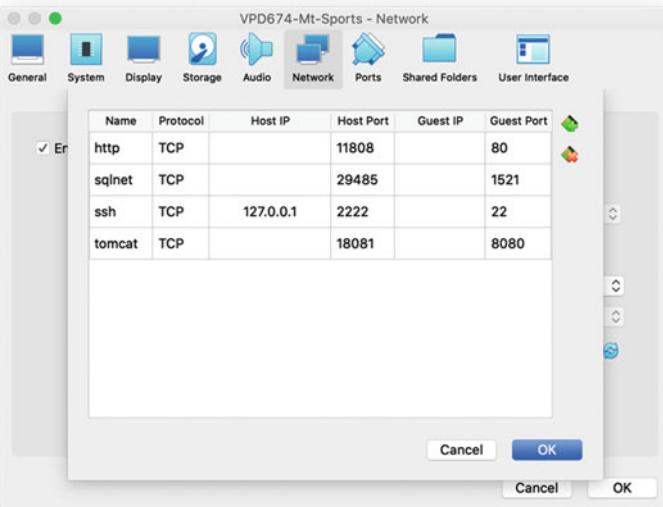 VPD674-Mt-Sports - Network
General System Display Storage Audio Network Ports Shared Folders User Interface
Name Protocol Host IP Host Port Guest IP Guest Port
En
http TCP 11808 80
sqlnet TCP 29485 1521
ssh TCP 127.0.0.1 2222 22
tomcat TCP 18081 8080
Cancel OK
Cancel OK